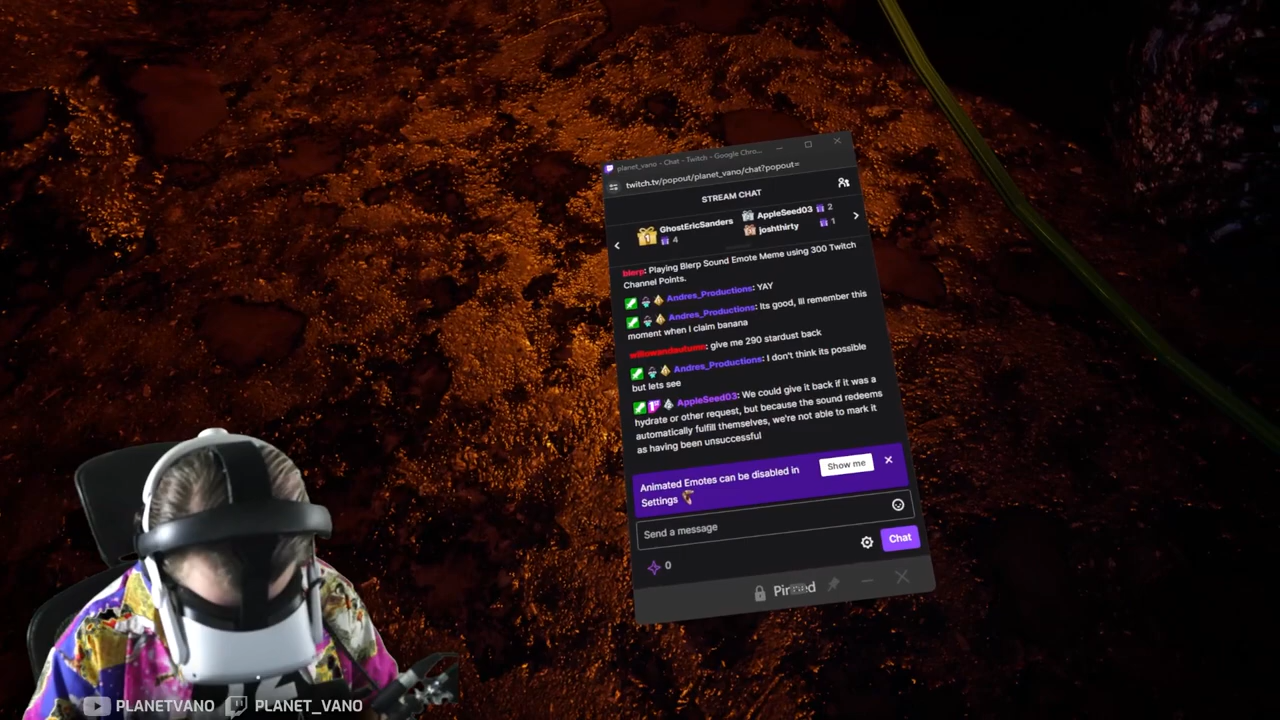 planet_vano - Chat - Twitch - Google Chro...
twitch.tv/popout/planet_vano/chat?popout=
STREAM CHAT
GhostEricSanders
4
AppleSeed03 2
joshthirty 1
blerp: Playing Blerp Sound Emote Meme using 300 Twitch
Channel Points.
Andres_Productions: YAY
Andres_Productions: Its good, lil remember this
moment when I claim banana
willowandautumn: give me 290 stardust back
Andres_Productions: I don't think its possible
but lets see
AppleSeed03: We could give it back if it was a
hydrate or other request, but because the sound redeems
automatically fulfill themselves, we're not able to mark it
as having been unsuccessful
Animated Emotes can be disabled in
Settings
Show me
Send a message
0
Chat
Pinned
PLANETVANO PLANET_VANO